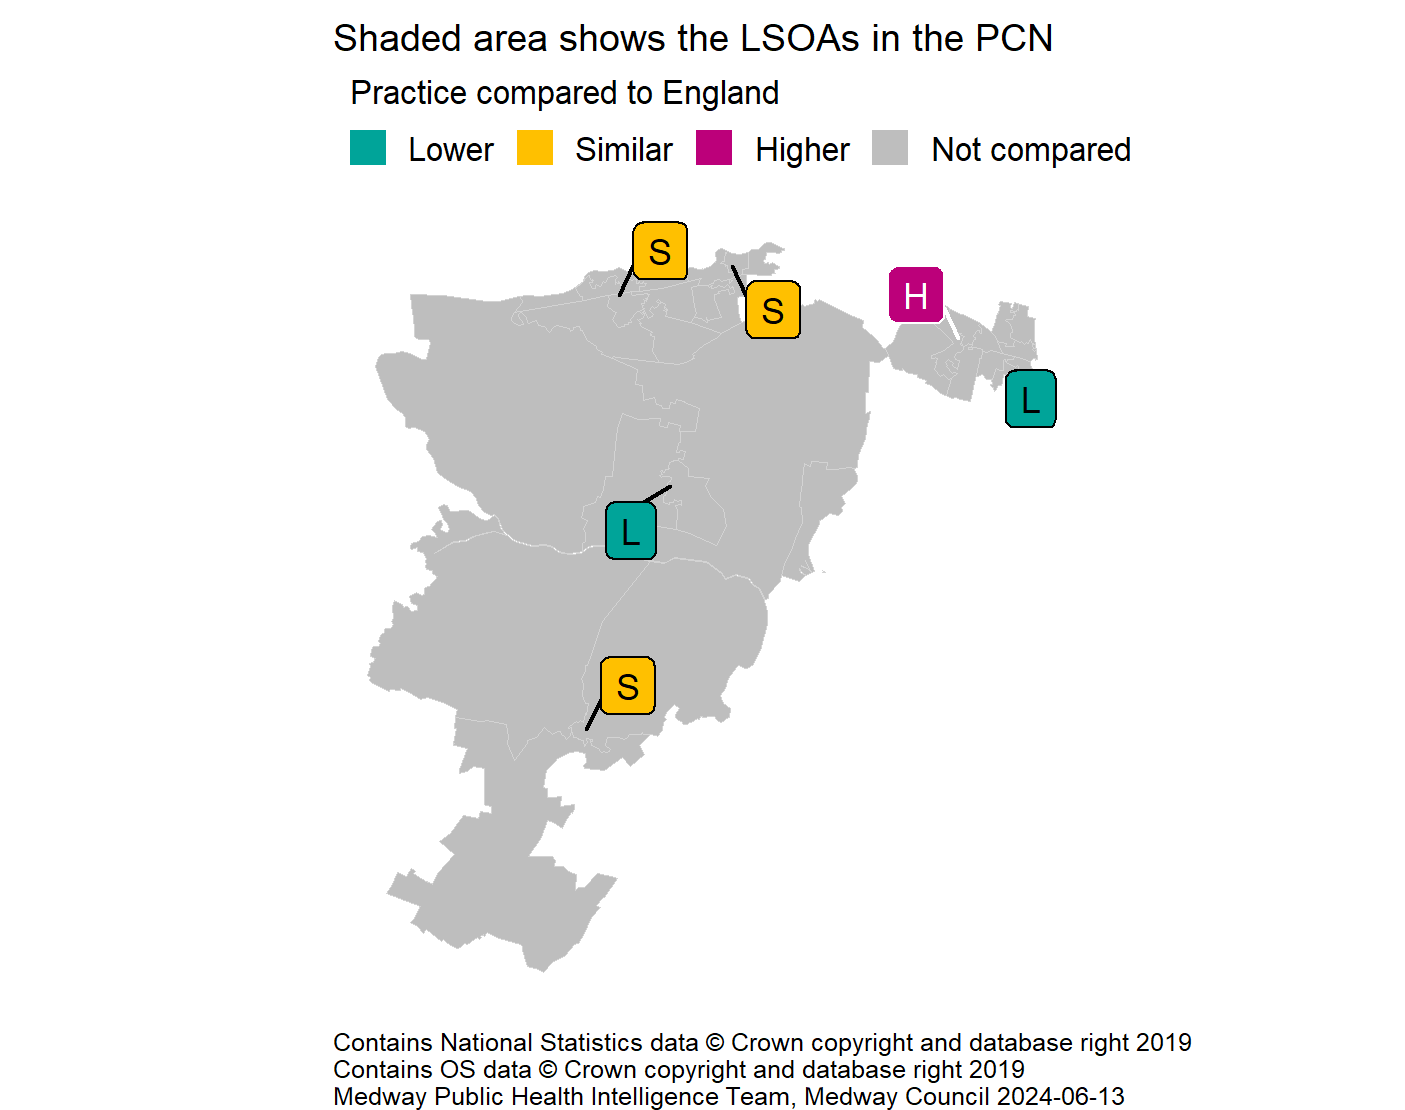 Shaded area shows the LSOAs in the PCN
Practice compared to England
Lower Similar Higher Not compared
S
S
H
L
L
S
Contains National Statistics data © Crown copyright and database right 2019
Contains OS data © Crown copyright and database right 2019
Medway Public Health Intelligence Team, Medway Council 2024-06-13